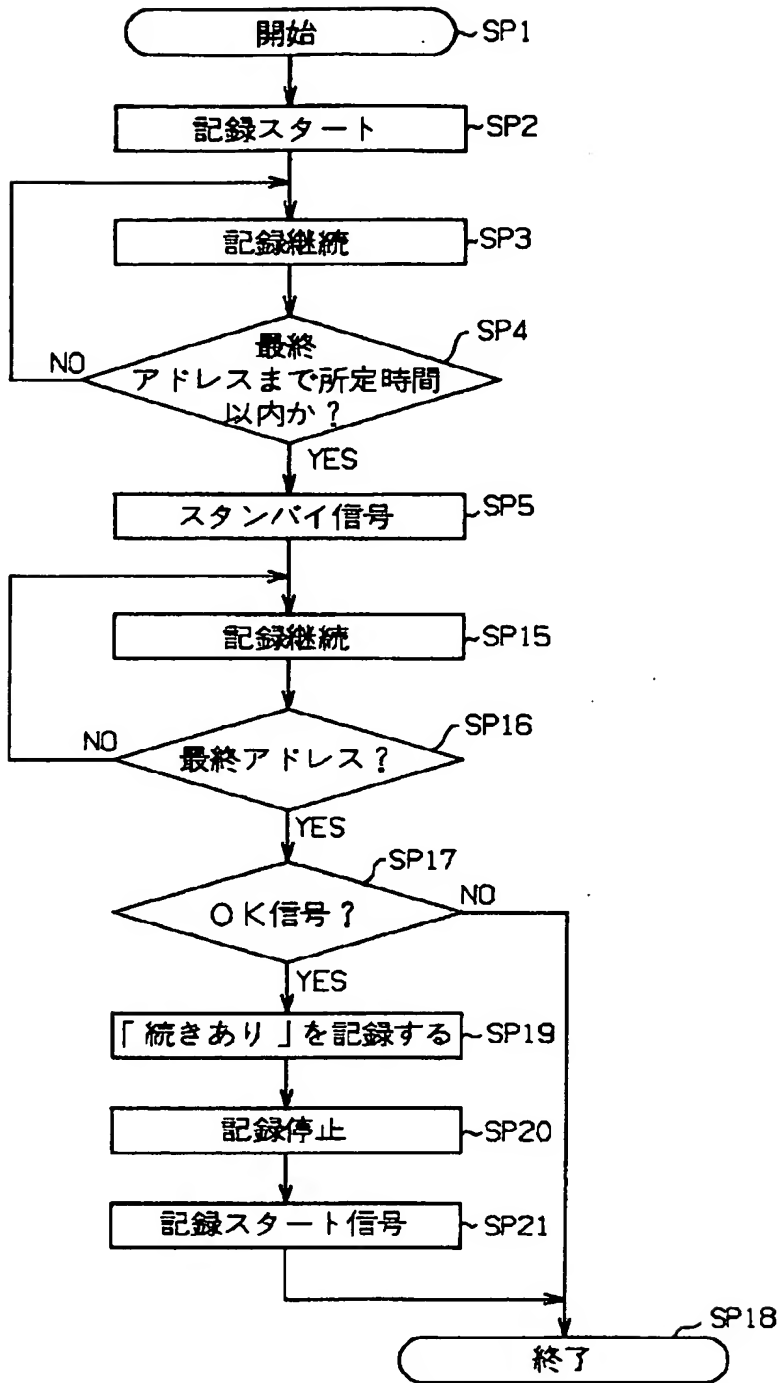 開始
SP1
記録スタート
SP2
記録継続
SP3
SP4
最終
アドレスまで所定時間
以内か?
NO
YES
スタンバイ信号
SP5
記録継続
SP15
SP16
最終アドレス?
NO
YES
SP17
OK信号?
NO
YES
「続きあり」を記録する
SP19
記録停止
SP20
記録スタート信号
SP21
SP18
終了